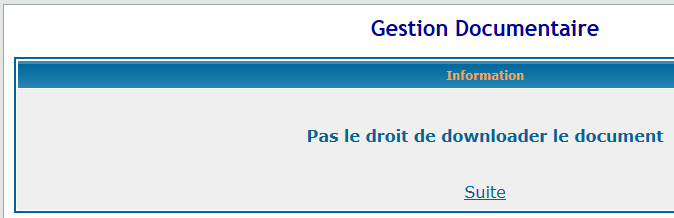 Gestion Documentaire
Information
Pas le droit de downloader le document
Suite